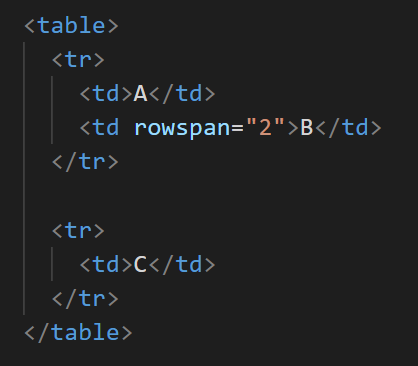 <table>
<tr>
<td>A</td>
<td rowspan="2">B</td>
</tr>
<tr>
<td>C</td>
</tr>
</table>